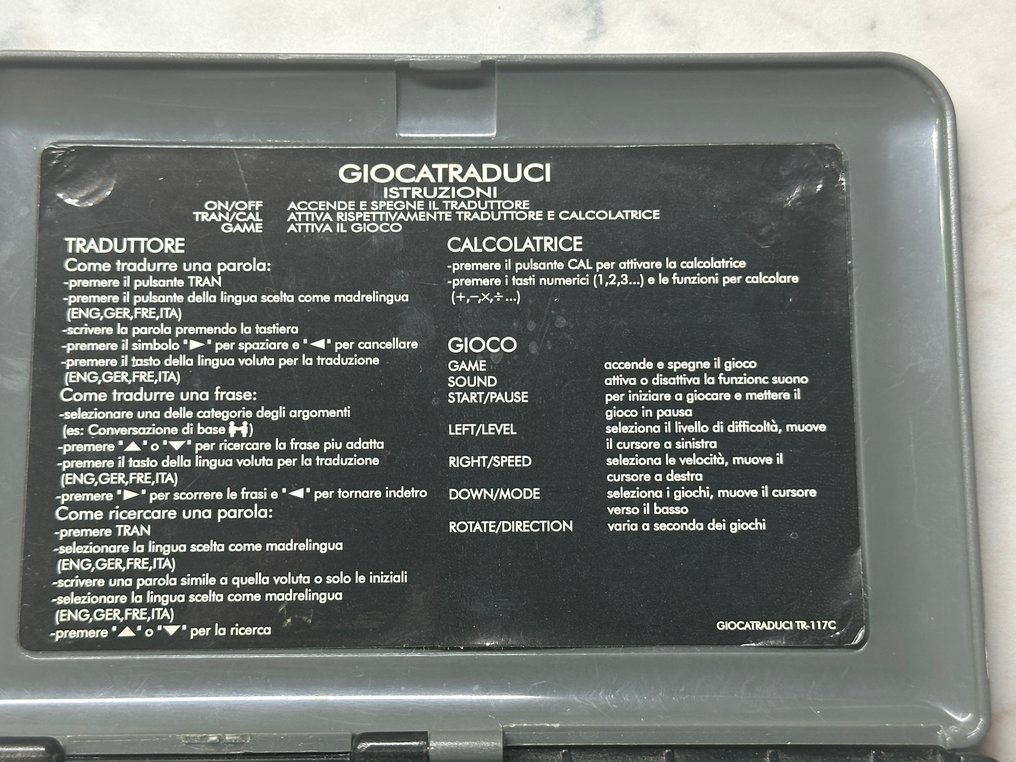 GIOCATRADUCI
ISTRUZIONI
ON/OFF ACCENDE E SPEGNE IL TRADUTTORE
TRAN/CAL ATTIVA RISPETTIVAMENTE TRADUTTORE E CALCOLATRICE
GAME ATTIVA IL GIOCO
TRADUTTORE
Come tradurre una parola:
-premere il pulsante TRAN
-premere il pulsante della lingua scelta come madrelingua
(ENG,GER,FRE,ITA)
-scrivere la parola premendo la tastiera
-premere il simbolo "►" per spaziare e "◄" per cancellare
-premere il tasto della lingua voluta per la traduzione
(ENG,GER,FRE,ITA)
Come tradurre una frase:
-selezionare una delle categorie degli argomenti
(es: Conversazione di base )
-premere "▲" o "▼" per ricercare la frase piu adatta
-premere il tasto della lingua voluta per la traduzione
(ENG,GER,FRE,ITA)
-premere "►" per scorrere le frasi e "◄" per tornare indetro
Come ricercare una parola:
-premere TRAN
-selezionare la lingua scelta come madrelingua
(ENG,GER,FRE,ITA)
-scrivere una parola simile a quella voluta o solo le iniziali
-selezionare la lingua scelta come madrelingua
(ENG,GER,FRE,ITA)
-premere "▲" o "▼" per la ricerca
CALCOLATRICE
-premere il pulsante CAL per attivare la calcolatrice
-premere i tasti numerici (1,2,3...) e le funzioni per calcolare
(+,−,×,÷...)
GIOCO
GAME accende e spegne il gioco
SOUND attiva o disattiva la funzionc suono
START/PAUSE per iniziare a giocare e mettere il
gioco in pausa
LEFT/LEVEL seleziona il livello di difficoltà, muove
il cursore a sinistra
RIGHT/SPEED seleziona le velocità, muove il
cursore a destra
DOWN/MODE seleziona i giochi, muove il cursore
verso il basso
ROTATE/DIRECTION varia a seconda dei giochi
GIOCATRADUCI TR-117C